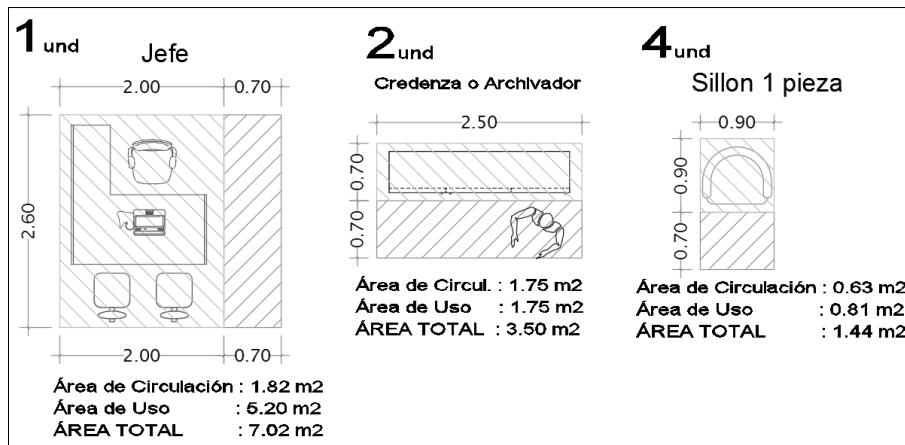 1 und
Jefe
2.00
0.70
2.60
2.00
0.70
Área de Circulación : 1.82 m2
Área de Uso : 5.20 m2
ÁREA TOTAL : 7.02 m2
2 und
Credenza o Archivador
2.50
0.70
0.70
Área de Circul. : 1.75 m2
Área de Uso : 1.75 m2
ÁREA TOTAL : 3.50 m2
4 und
Sillon 1 pieza
0.90
0.90
0.70
Área de Circulación : 0.63 m2
Área de Uso : 0.81 m2
ÁREA TOTAL : 1.44 m2